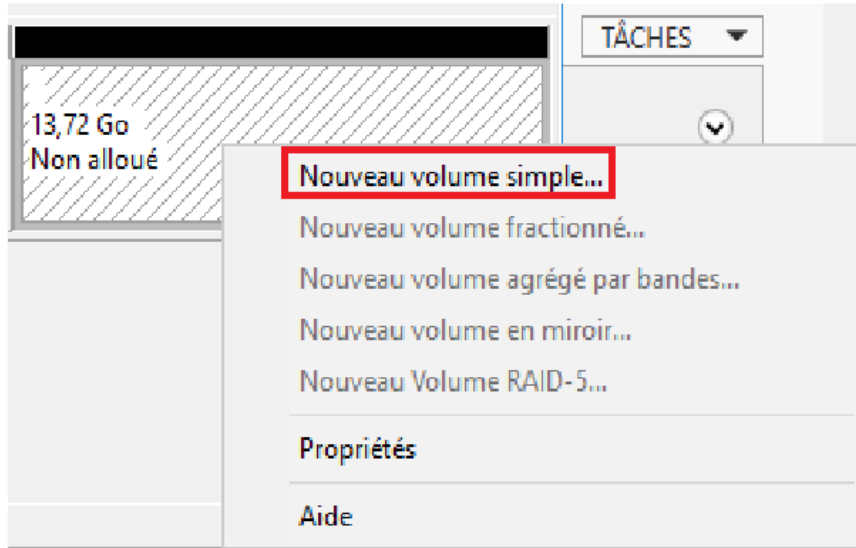 TÂCHES
13,72 Go
Non alloué
Nouveau volume simple...
Nouveau volume fractionné...
Nouveau volume agrégé par bandes...
Nouveau volume en miroir...
Nouveau Volume RAID-5...
Propriétés
Aide